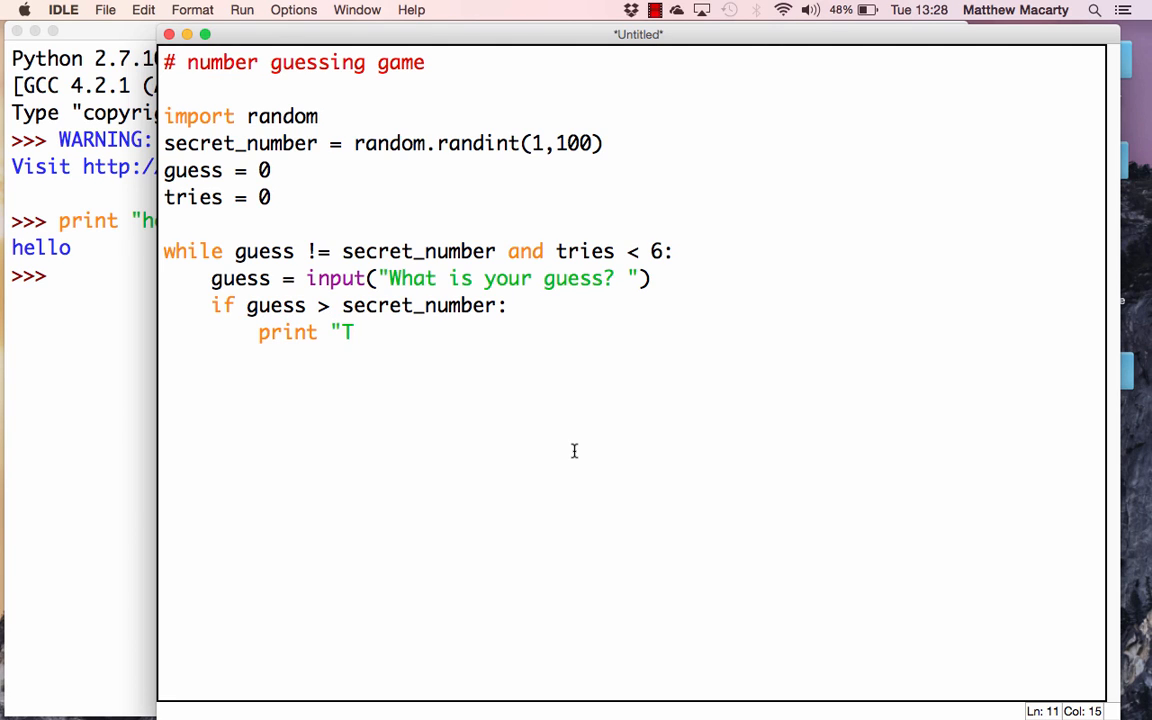 IDLE File Edit Format Run Options Window Help 48% Tue 13:28 Matthew Macarty
*Untitled*
Python 2.7.10
[GCC 4.2.1 (
Type "copyri
>>> WARNING:
Visit http:/
>>> print "h
hello
>>>
# number guessing game
import random
secret_number = random.randint(1,100)
guess = 0
tries = 0
while guess != secret_number and tries < 6:
    guess = input("What is your guess? ")
    if guess > secret_number:
        print "T
Ln: 11 Col: 15